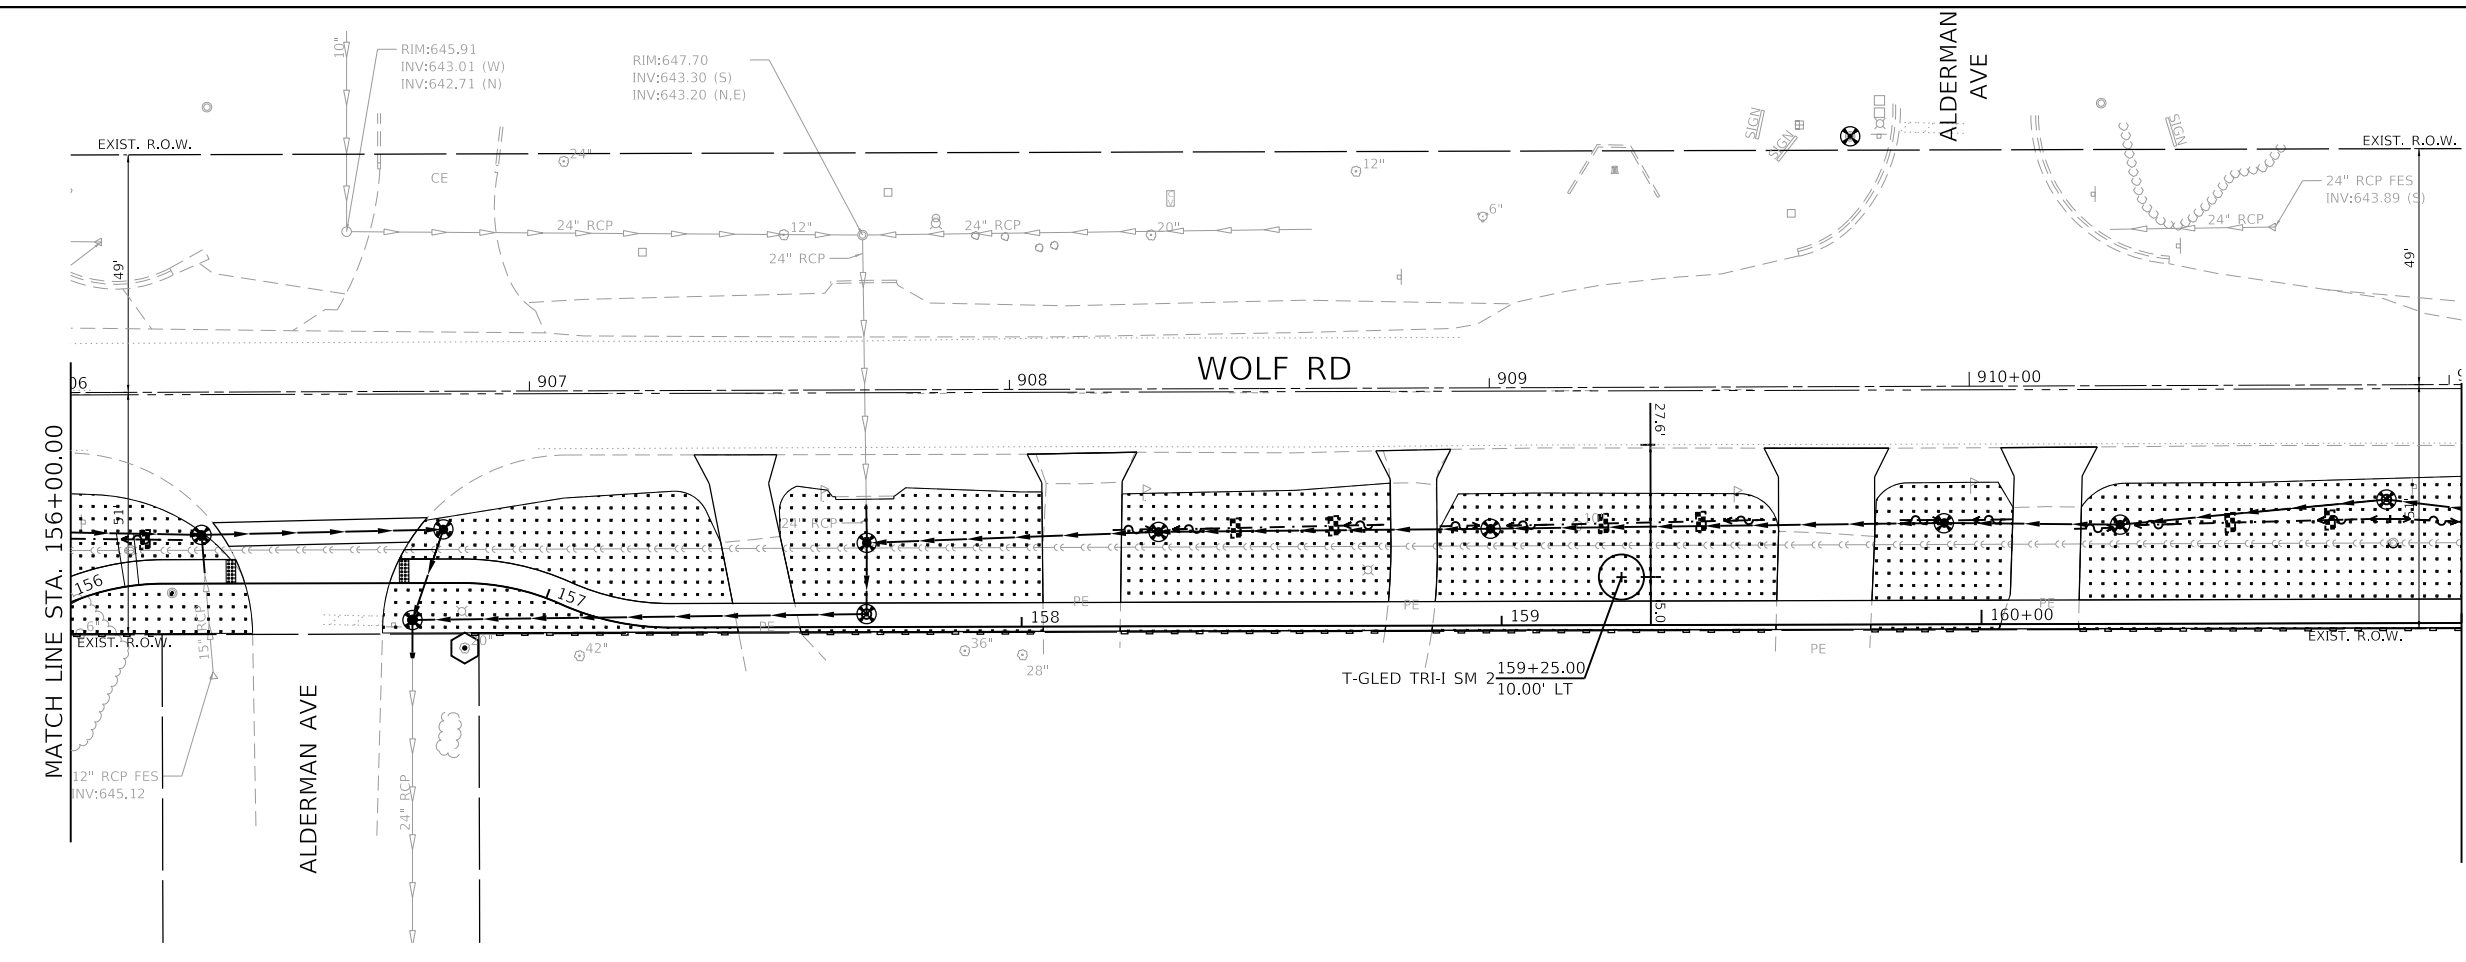 10"
RIM:645.91
INV:643.01 (W)
INV:642.71 (N)
RIM:647.70
INV:643.30 (S)
INV:643.20 (N,E)
ALDERMAN
AVE
SIGN
SIGN
SIGN
EXIST. R.O.W.
EXIST. R.O.W.
24"
CE
12"
24" RCP FES
INV:643.89 (S)
24" RCP
12"
24" RCP
20"
6"
24" RCP
24" RCP
49'
49'
WOLF RD
06
907
908
909
910+00
27.6'
MATCH LINE STA. 156+00.00
51'
24" RCP
156
157
158
159
160+00
5.0
PE
PE
PE
PE
PE
15" RCP
EXIST. R.O.W.
EXIST. R.O.W.
42"
36"
28"
T-GLED TRI-I SM 2
159+25.00
10.00' LT
ALDERMAN AVE
24" RCP
12" RCP FES
INV:645.12